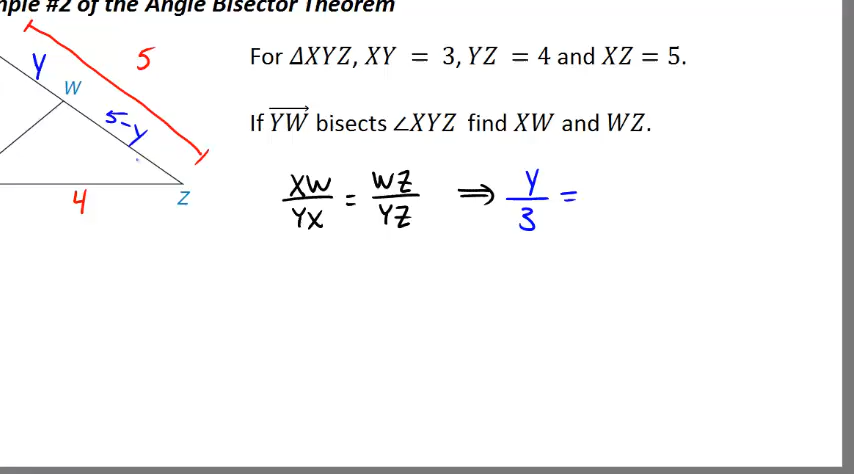 mple #2 of the Angle Bisector Theorem
For ΔXYZ, XY = 3, YZ = 4 and XZ = 5.
If \overrightarrow{YW} bisects ∠XYZ find XW and WZ.
XW/YX = WZ/YZ ⟹ y/3 =
5
y
W
5-y
4
Z